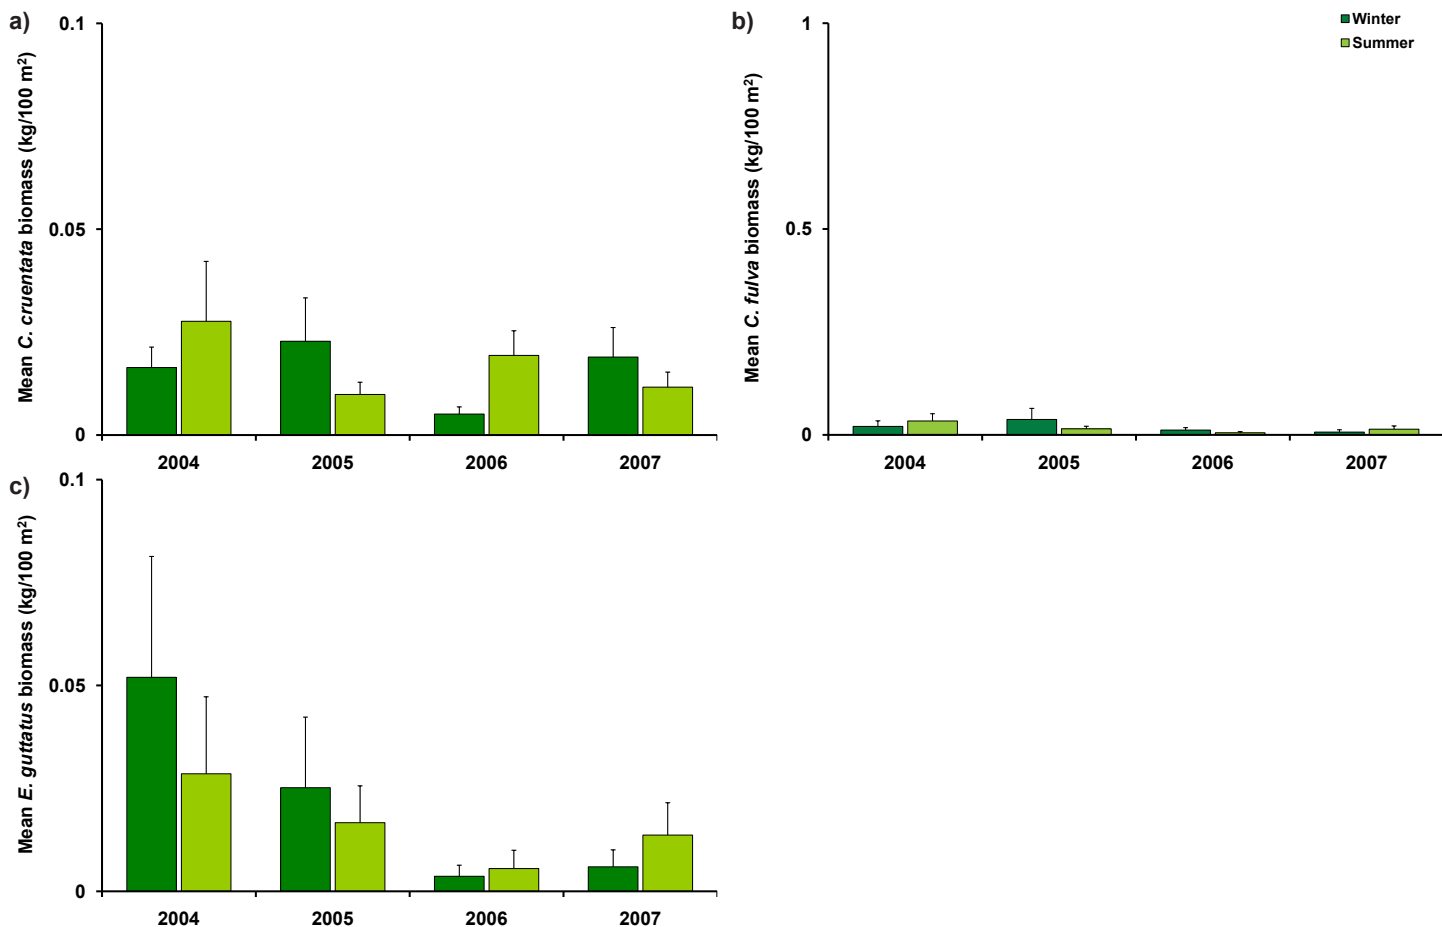 a)
0.1
0.05
0
Mean C. cruentata biomass (kg/100 m²)
2004 2005 2006 2007
b)
1
0.5
0
Mean C. fulva biomass (kg/100 m²)
2004 2005 2006 2007
Winter
Summer
c)
0.1
0.05
0
Mean E. guttatus biomass (kg/100 m²)
2004 2005 2006 2007